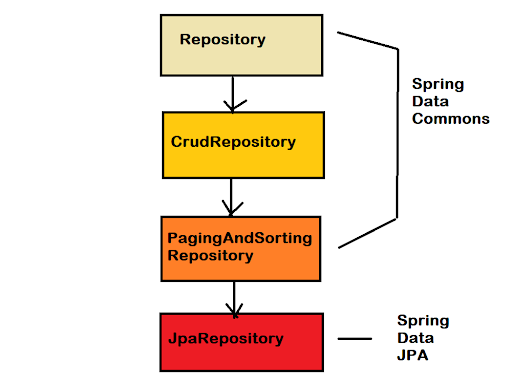 Repository
CrudRepository
PagingAndSorting
Repository
JpaRepository
Spring
Data
Commons
Spring
Data
JPA